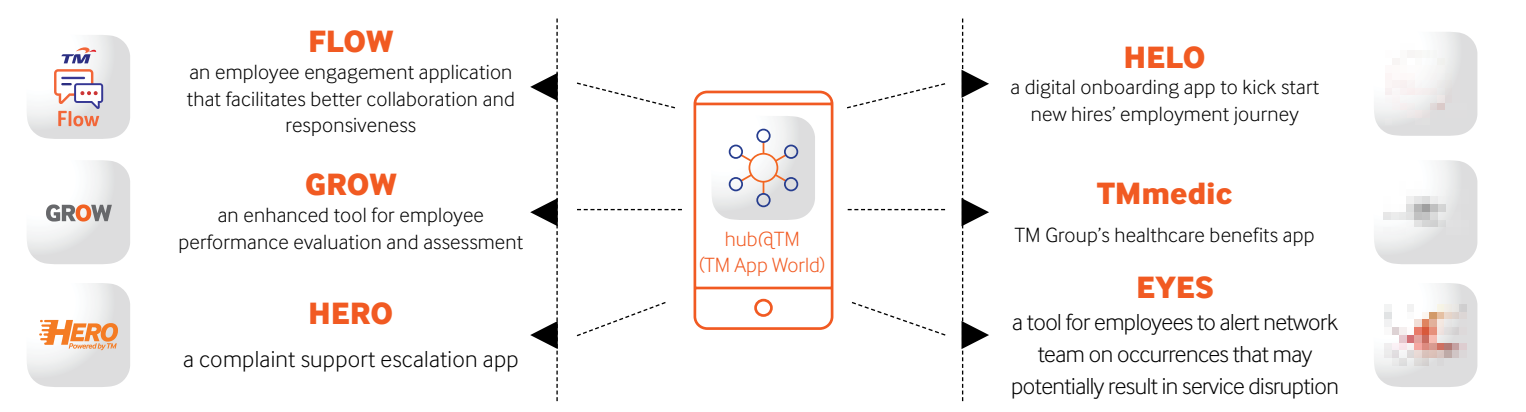 TM
Flow
FLOW
an employee engagement application
that facilitates better collaboration and
responsiveness
GROW
GROW
an enhanced tool for employee
performance evaluation and assessment
HERO
Powered by TM
HERO
a complaint support escalation app
hub@TM
(TM App World)
HELO
a digital onboarding app to kick start
new hires’ employment journey
TMmedic
TM Group’s healthcare benefits app
EYES
a tool for employees to alert network
team on occurrences that may
potentially result in service disruption